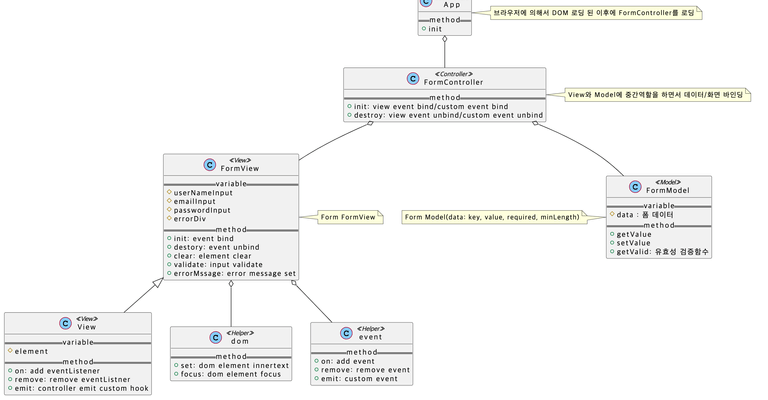 C
App
method
init
브라우저에 의해서 DOM 로딩 된 이후에 FormController를 로딩
C
«Controller»
FormController
method
init: view event bind/custom event bind
destroy: view event unbind/custom event unbind
View와 Model에 중간역할을 하면서 데이터/화면 바인딩
C
«View»
FormView
variable
userNameInput
emailInput
passwordInput
errorDiv
method
init: event bind
destory: event unbind
clear: element clear
validate: input validate
errorMssage: error message set
Form FormView
Form Model(data: key, value, required, minLength)
C
«Model»
FormModel
variable
data : 폼 데이터
method
getValue
setValue
getValid: 유효성 검증함수
C
«View»
View
variable
element
method
on: add eventListener
remove: remove eventListner
emit: controller emit custom hook
C
«Helper»
dom
method
set: dom element innertext
focus: dom element focus
C
«Helper»
event
method
on: add event
remove: remove event
emit: custom event